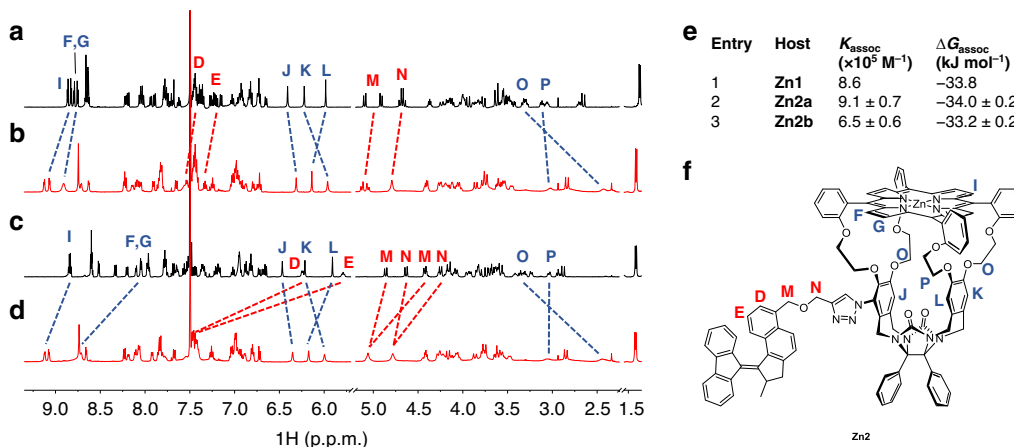 a
F,G
I
D
E
J
K
L
M
N
O
P
b
c
I
F,G
J
D
K
L
E
M
N
M
N
O
P
d
9.0
8.5
8.0
7.5
7.0
6.5
6.0
5.0
4.5
4.0
3.5
3.0
2.5
1.5
1H (p.p.m.)
e
Entry Host Kassoc (×10⁵ M⁻¹) ΔGassoc (kJ mol⁻¹)
1 Zn1 8.6 −33.8
2 Zn2a 9.1 ± 0.7 −34.0 ± 0.2
3 Zn2b 6.5 ± 0.6 −33.2 ± 0.2
f
I
N
N
Zn
N
N
F
G
O
O
O
O
O
P
O
O
O
O
O
M
N
D
E
O
N
N
N
J
L
K
O
O
N
N
N
N
Zn2